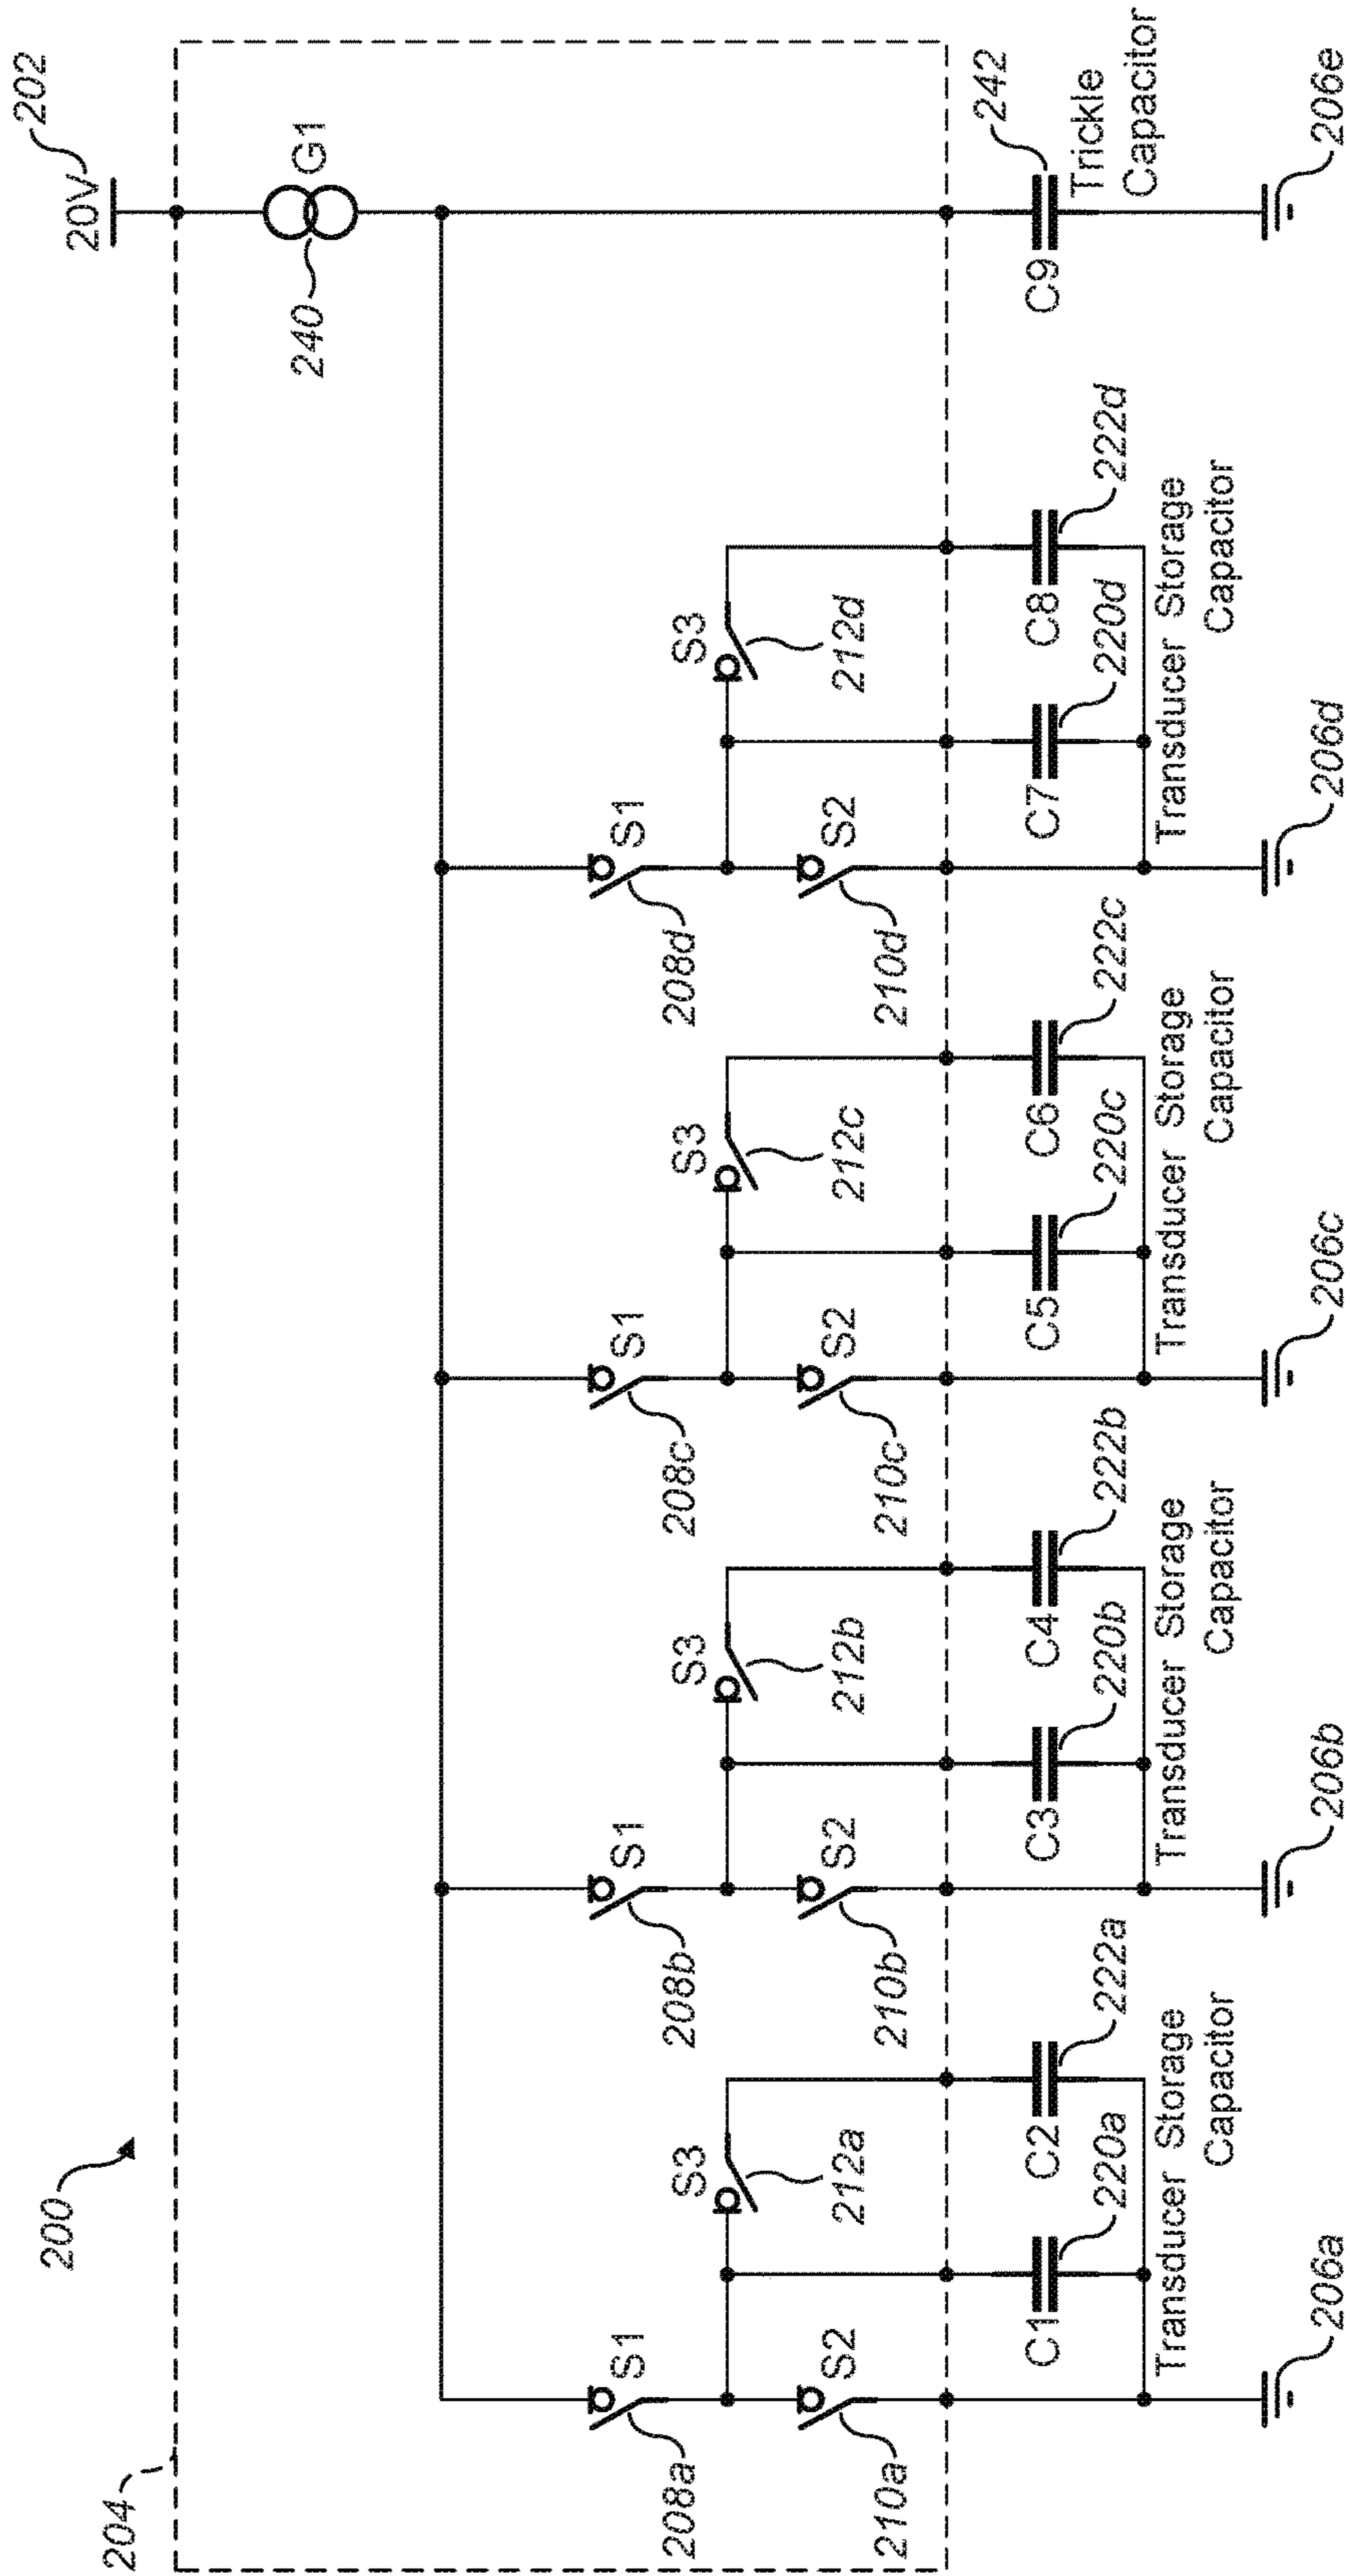 200
204
20V
202
G1
240
S1
208a
S2
210a
S3
212a
C1
220a
C2
222a
Transducer Storage
Capacitor
206a
S1
208b
S2
210b
S3
212b
C3
220b
C4
222b
Transducer Storage
Capacitor
206b
S1
208c
S2
210c
S3
212c
C5
220c
C6
222c
Transducer Storage
Capacitor
206c
S1
208d
S2
210d
S3
212d
C7
220d
C8
222d
Transducer Storage
Capacitor
206d
C9
242
Trickle
Capacitor
206e